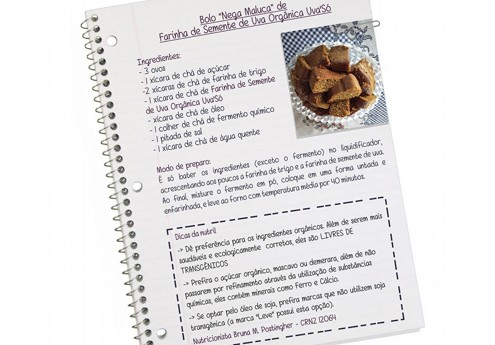 Bolo "Nega Maluca" de
Farinha de Semente de Uva Orgânica Uva'Só
Ingredientes:
- 3 ovos
- 1 xícara de chá de açúcar
-2 xícaras de chá de farinha de trigo
- 1 xícara de chá de Farinha de Semente
de Uva Orgânica Uva'Só
- xícara de chá de óleo
- 1 colher de chá de fermento químico
- 1 pitada de sal
- 1 xícara de chá de água quente
Modo de preparo:
É só bater os ingredientes (exceto o fermento) no liquidificador,
acrescentando aos poucos a farinha de trigo e a farinha de semente de uva.
Ao final, misture o fermento em pó, coloque em uma forma untada e
enfarinhada, e leve ao forno com temperatura média por 40 minutos.
Dicas da nutri!
-> Dê preferência para os ingredientes orgânicos. Além de serem mais
saudáveis e ecologicamente corretos, eles são LIVRES DE
TRANSGÊNICOS
-> Prefira o açúcar orgânico, mascavo ou demerara, além de não
passarem por refinamento através da utilização de substâncias
químicas, eles contém minerais como Ferro e Cálcio.
-> Se optar pelo óleo de soja, prefira marcas que não utilizem soja
transgênica (a marca "Leve" possui esta opção).
Nutricionista Bruna M. Postingher - CRN2 12064